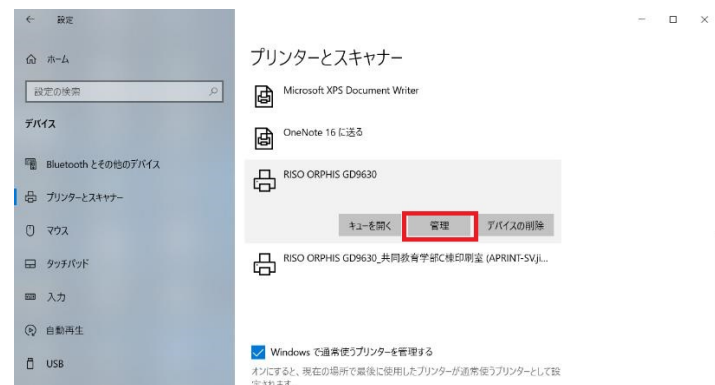 設定
ホーム
設定の検索
デバイス
Bluetooth とその他のデバイス
プリンターとスキャナー
マウス
タッチパッド
入力
自動再生
USB
プリンターとスキャナー
Microsoft XPS Document Writer
OneNote 16 に送る
RISO ORPHIS GD9630
キューを開く 管理 デバイスの削除
RISO ORPHIS GD9630_共同教育学部C棟印刷室 (APRINT-SV.ji...
Windows で通常使うプリンターを管理する
オンにすると、現在の場所で最後に使用したプリンターが通常使うプリンターとして設
定されます